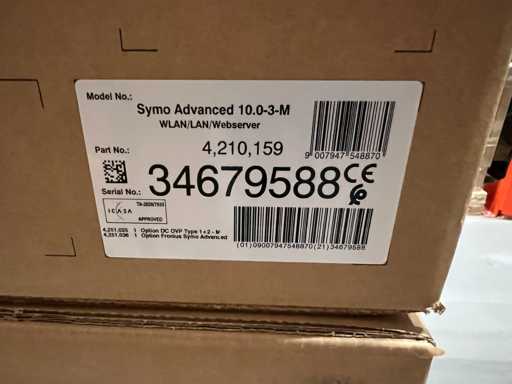 Model No.:
Symo Advanced 10.0-3-M
WLAN/LAN/Webserver
Part No.:
4,210,159
9 007947 548870
Serial No.:
34679588
CE
ICASA
APPROVED
4,251,025 1 Option DC OVP Type 1+2 - M
4,251,036 1 Option Fronius Symo Advanced
(01)09007947548870(21)34679588